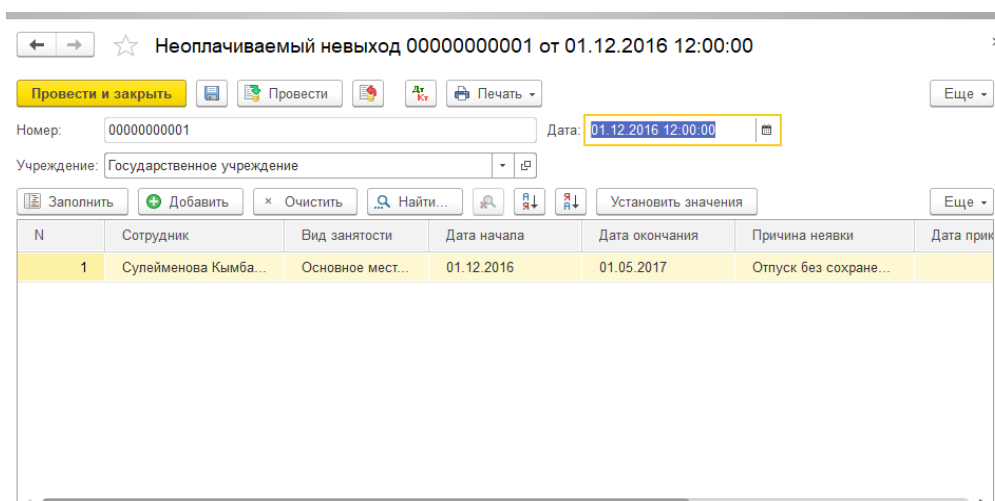 Неоплачиваемый невыход 00000000001 от 01.12.2016 12:00:00
Провести и закрыть Провести Дт Кт Печать Еще
Номер: 00000000001 Дата: 01.12.2016 12:00:00
Учреждение: Государственное учреждение
Заполнить Добавить Очистить Найти... Установить значения Еще
N Сотрудник Вид занятости Дата начала Дата окончания Причина неявки Дата прик
1 Сулейменова Кымба... Основное мест... 01.12.2016 01.05.2017 Отпуск без сохране...